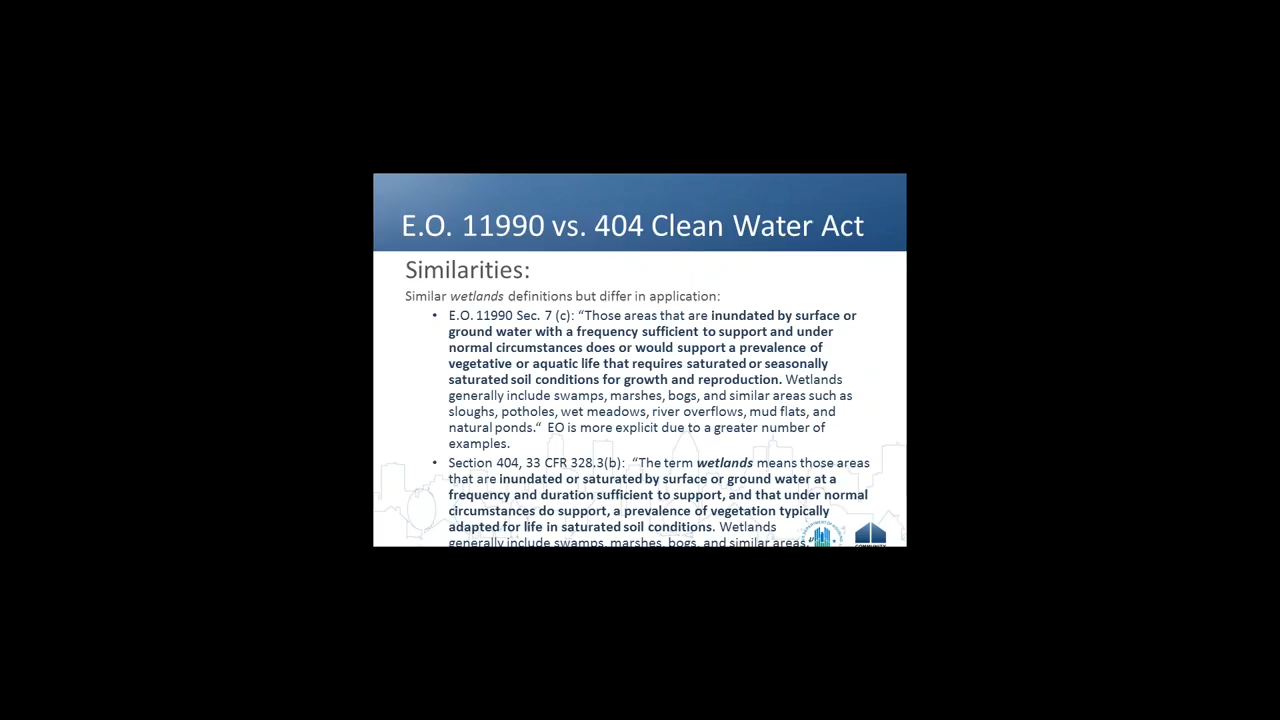 E.O. 11990 vs. 404 Clean Water Act
Similarities:
Similar wetlands definitions but differ in application:
• E.O. 11990 Sec. 7 (c): “Those areas that are inundated by surface or
ground water with a frequency sufficient to support and under
normal circumstances does or would support a prevalence of
vegetative or aquatic life that requires saturated or seasonally
saturated soil conditions for growth and reproduction. Wetlands
generally include swamps, marshes, bogs, and similar areas such as
sloughs, potholes, wet meadows, river overflows, mud flats, and
natural ponds.“ EO is more explicit due to a greater number of
examples.
• Section 404, 33 CFR 328.3(b): “The term wetlands means those areas
that are inundated or saturated by surface or ground water at a
frequency and duration sufficient to support, and that under normal
circumstances do support, a prevalence of vegetation typically
adapted for life in saturated soil conditions. Wetlands
generally include swamps, marshes, bogs, and similar areas.
COMMUNITY